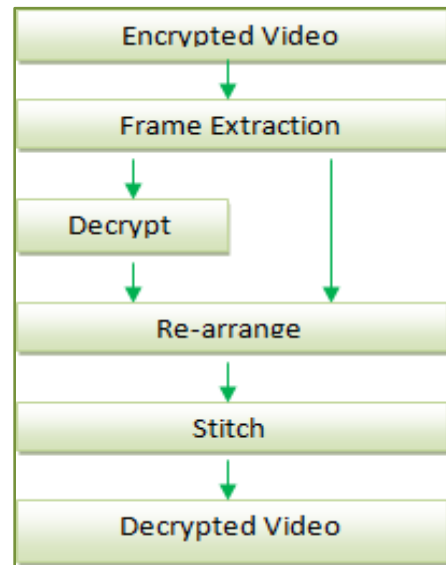 Encrypted Video
Frame Extraction
Decrypt
Re-arrange
Stitch
Decrypted Video